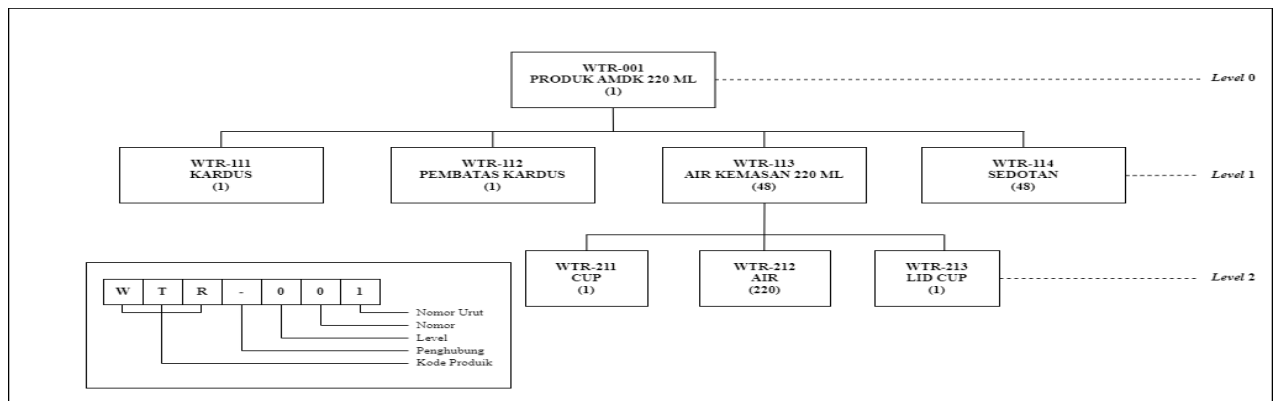 WTR-001
PRODUK AMDK 220 ML
(1)
Level 0
WTR-111
KARDUS
(1)
WTR-112
PEMBATAS KARDUS
(1)
WTR-113
AIR KEMASAN 220 ML
(48)
WTR-114
SEDOTAN
(48)
Level 1
WTR-211
CUP
(1)
WTR-212
AIR
(220)
WTR-213
LID CUP
(1)
Level 2
W T R - 0 0 1
Nomor Urut
Nomor
Level
Penghubung
Kode Produik